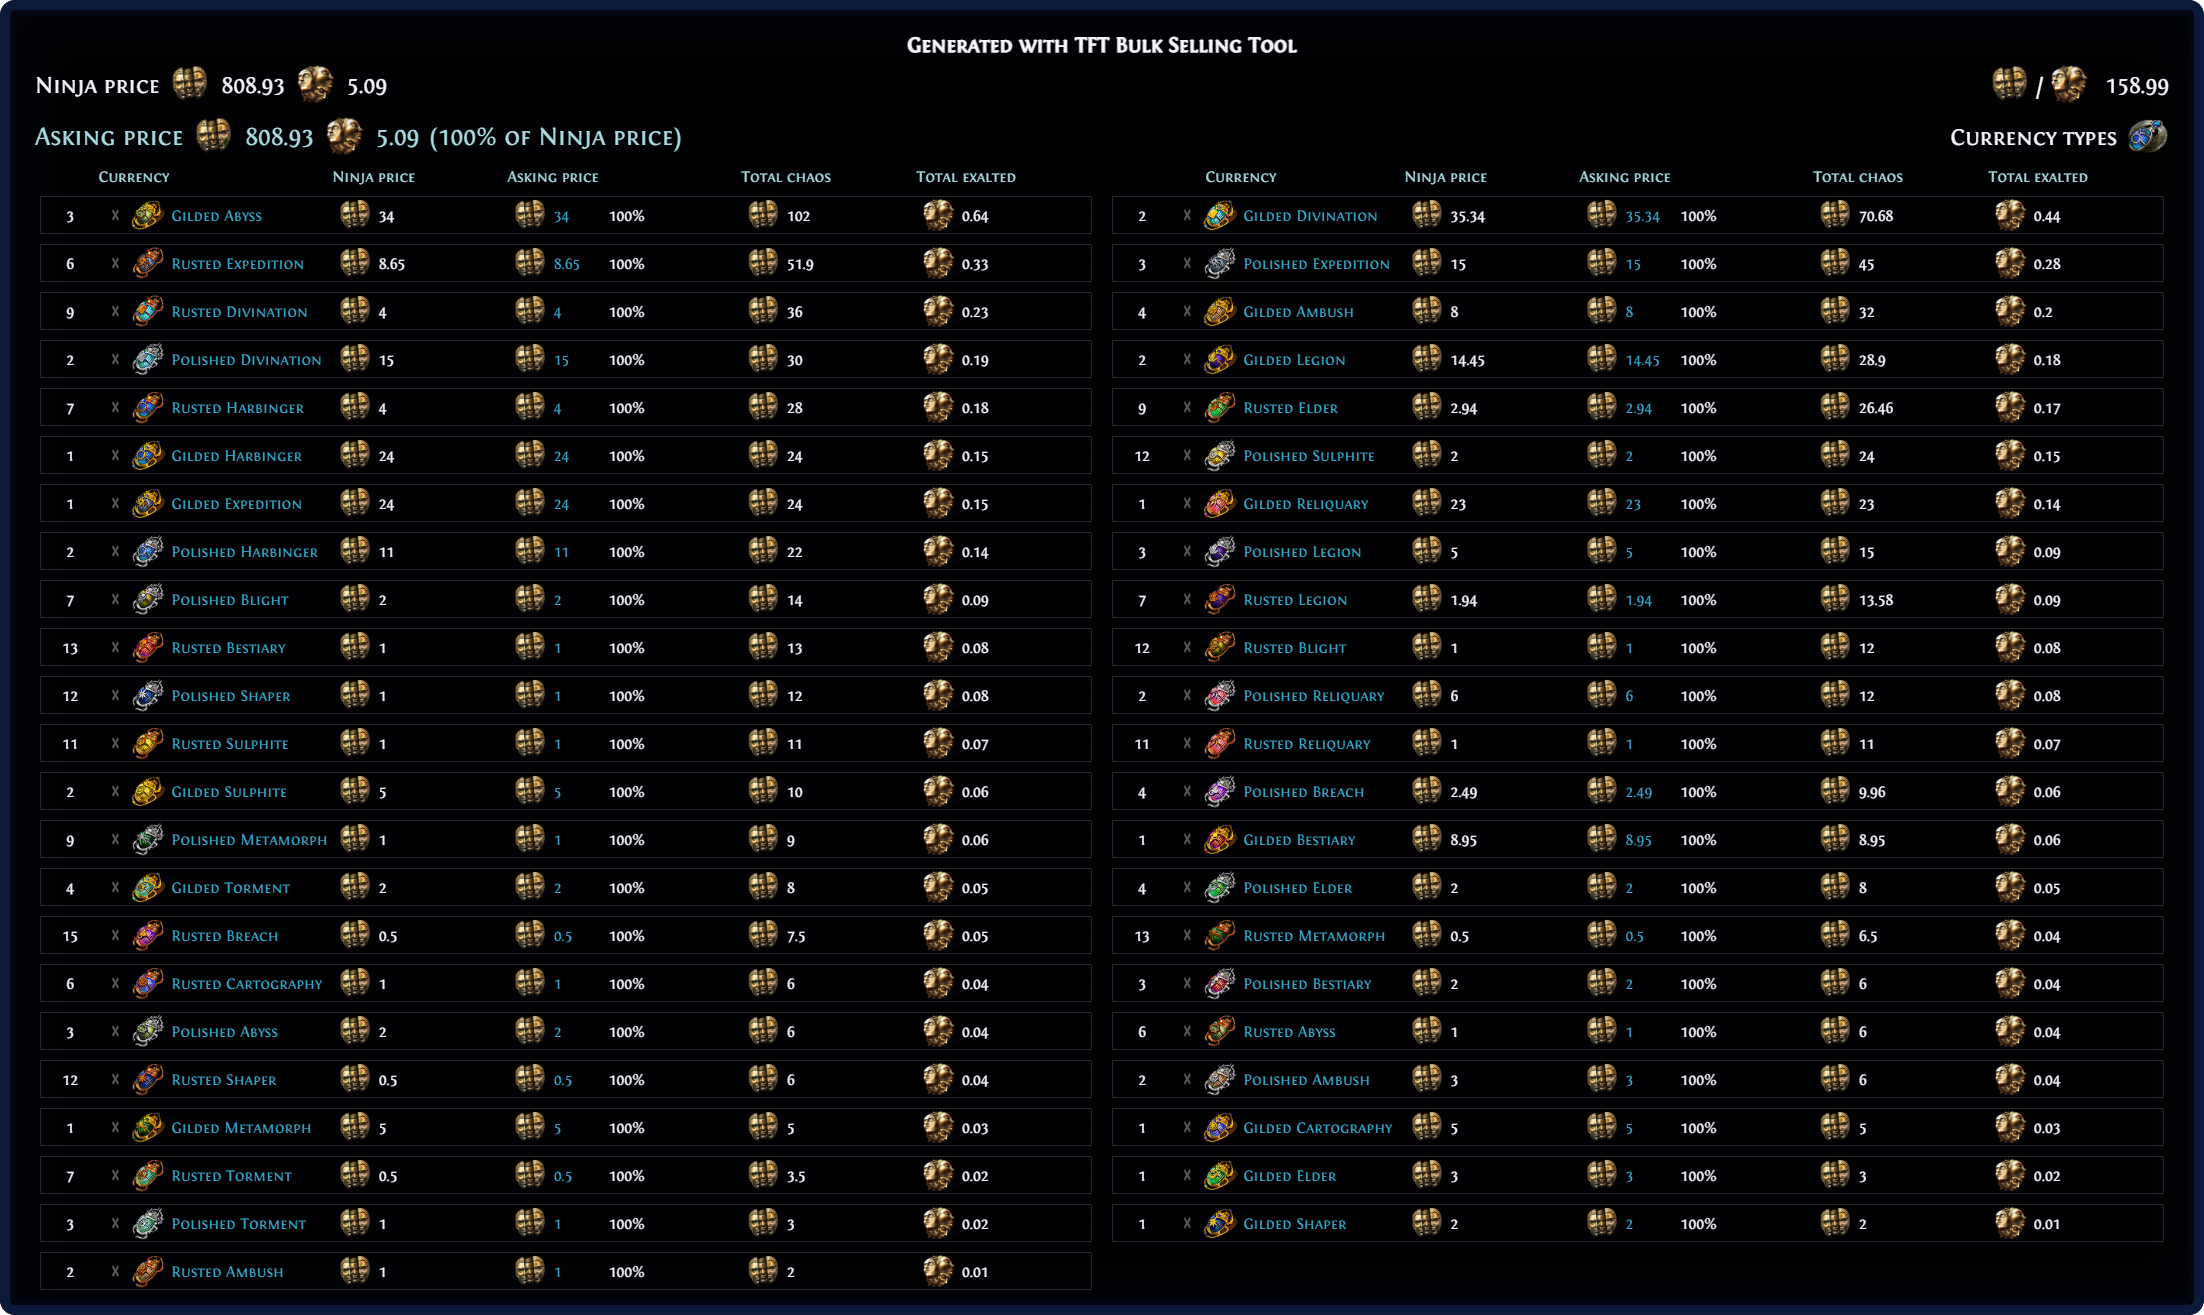 Generated with TFT Bulk Selling Tool
Ninja price 808.93 5.09
/ 158.99
Asking price 808.93 5.09 (100% of Ninja price)
Currency types
Currency Ninja price Asking price Total chaos Total exalted
3 x Gilded Abyss 34 34 100% 102 0.64
6 x Rusted Expedition 8.65 8.65 100% 51.9 0.33
9 x Rusted Divination 4 4 100% 36 0.23
2 x Polished Divination 15 15 100% 30 0.19
7 x Rusted Harbinger 4 4 100% 28 0.18
1 x Gilded Harbinger 24 24 100% 24 0.15
1 x Gilded Expedition 24 24 100% 24 0.15
2 x Polished Harbinger 11 11 100% 22 0.14
7 x Polished Blight 2 2 100% 14 0.09
13 x Rusted Bestiary 1 1 100% 13 0.08
12 x Polished Shaper 1 1 100% 12 0.08
11 x Rusted Sulphite 1 1 100% 11 0.07
2 x Gilded Sulphite 5 5 100% 10 0.06
9 x Polished Metamorph 1 1 100% 9 0.06
4 x Gilded Torment 2 2 100% 8 0.05
15 x Rusted Breach 0.5 0.5 100% 7.5 0.05
6 x Rusted Cartography 1 1 100% 6 0.04
3 x Polished Abyss 2 2 100% 6 0.04
12 x Rusted Shaper 0.5 0.5 100% 6 0.04
1 x Gilded Metamorph 5 5 100% 5 0.03
7 x Rusted Torment 0.5 0.5 100% 3.5 0.02
3 x Polished Torment 1 1 100% 3 0.02
2 x Rusted Ambush 1 1 100% 2 0.01
Currency Ninja price Asking price Total chaos Total exalted
2 x Gilded Divination 35.34 35.34 100% 70.68 0.44
3 x Polished Expedition 15 15 100% 45 0.28
4 x Gilded Ambush 8 8 100% 32 0.2
2 x Gilded Legion 14.45 14.45 100% 28.9 0.18
9 x Rusted Elder 2.94 2.94 100% 26.46 0.17
12 x Polished Sulphite 2 2 100% 24 0.15
1 x Gilded Reliquary 23 23 100% 23 0.14
3 x Polished Legion 5 5 100% 15 0.09
7 x Rusted Legion 1.94 1.94 100% 13.58 0.09
12 x Rusted Blight 1 1 100% 12 0.08
2 x Polished Reliquary 6 6 100% 12 0.08
11 x Rusted Reliquary 1 1 100% 11 0.07
4 x Polished Breach 2.49 2.49 100% 9.96 0.06
1 x Gilded Bestiary 8.95 8.95 100% 8.95 0.06
4 x Polished Elder 2 2 100% 8 0.05
13 x Rusted Metamorph 0.5 0.5 100% 6.5 0.04
3 x Polished Bestiary 2 2 100% 6 0.04
6 x Rusted Abyss 1 1 100% 6 0.04
2 x Polished Ambush 3 3 100% 6 0.04
1 x Gilded Cartography 5 5 100% 5 0.03
1 x Gilded Elder 3 3 100% 3 0.02
1 x Gilded Shaper 2 2 100% 2 0.01